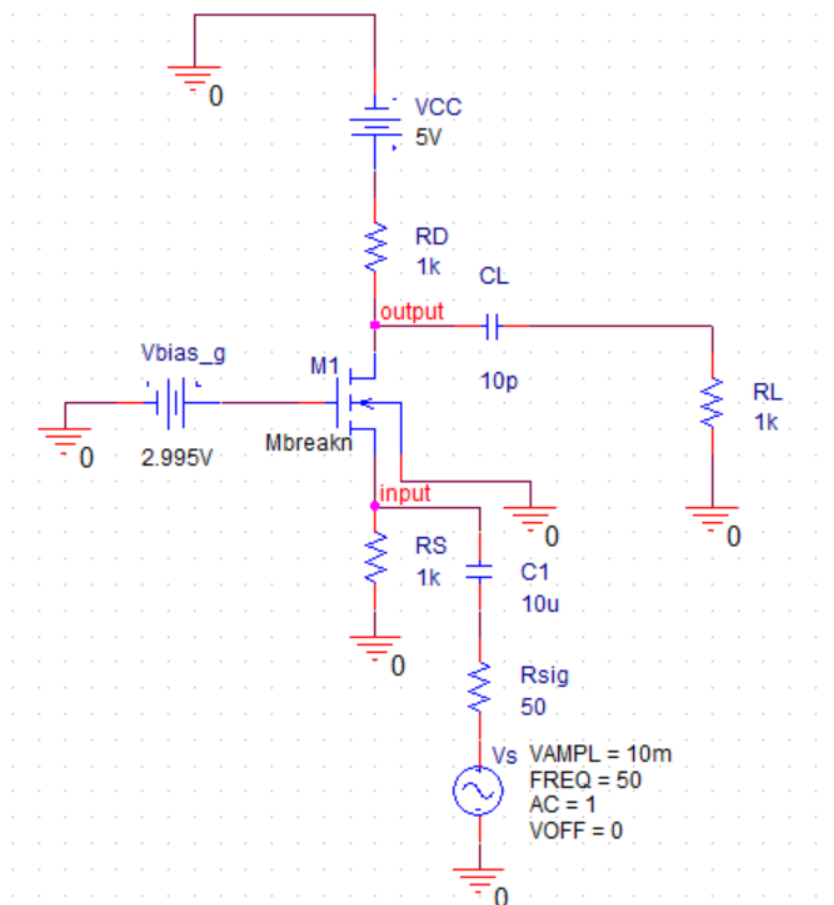 0
VCC
5V
RD
1k
CL
output
10p
Vbias_g
M1
RL
1k
0
2.995V
Mbreakn
input
0
0
RS
1k
C1
10u
0
Rsig
50
Vs
VAMPL = 10m
FREQ = 50
AC = 1
VOFF = 0
0